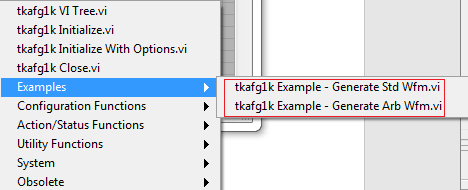 tkafg1k VI Tree.vi
tkafg1k Initialize.vi
tkafg1k Initialize With Options.vi
tkafg1k Close.vi
Examples
Configuration Functions
Action/Status Functions
Utility Functions
System
Obsolete
tkafg1k Example - Generate Std Wfm.vi
tkafg1k Example - Generate Arb Wfm.vi